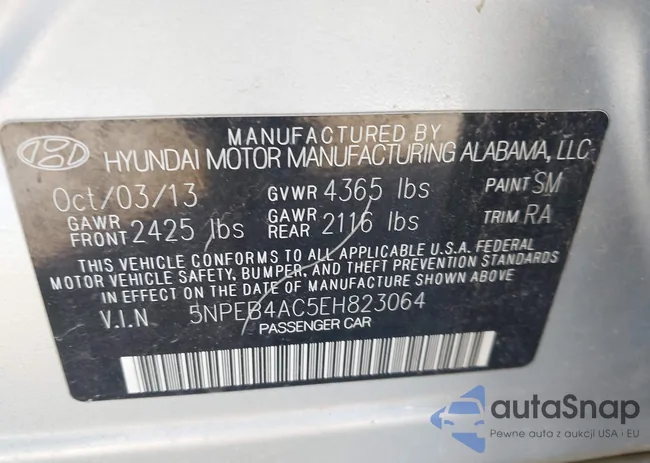 MANUFACTURED BY
HYUNDAI MOTOR MANUFACTURING ALABAMA, LLC
Oct/03/13 GVWR 4365 lbs PAINT SM
GAWR FRONT 2425 lbs GAWR REAR 2116 lbs TRIM RA
THIS VEHICLE CONFORMS TO ALL APPLICABLE U.S.A. FEDERAL
MOTOR VEHICLE SAFETY, BUMPER, AND THEFT PREVENTION STANDARDS
IN EFFECT ON THE DATE OF MANUFACTURE SHOWN ABOVE
V.I.N 5NPEB4AC5EH823064
PASSENGER CAR
autaSnap
Pewne auta z aukcji USA i EU